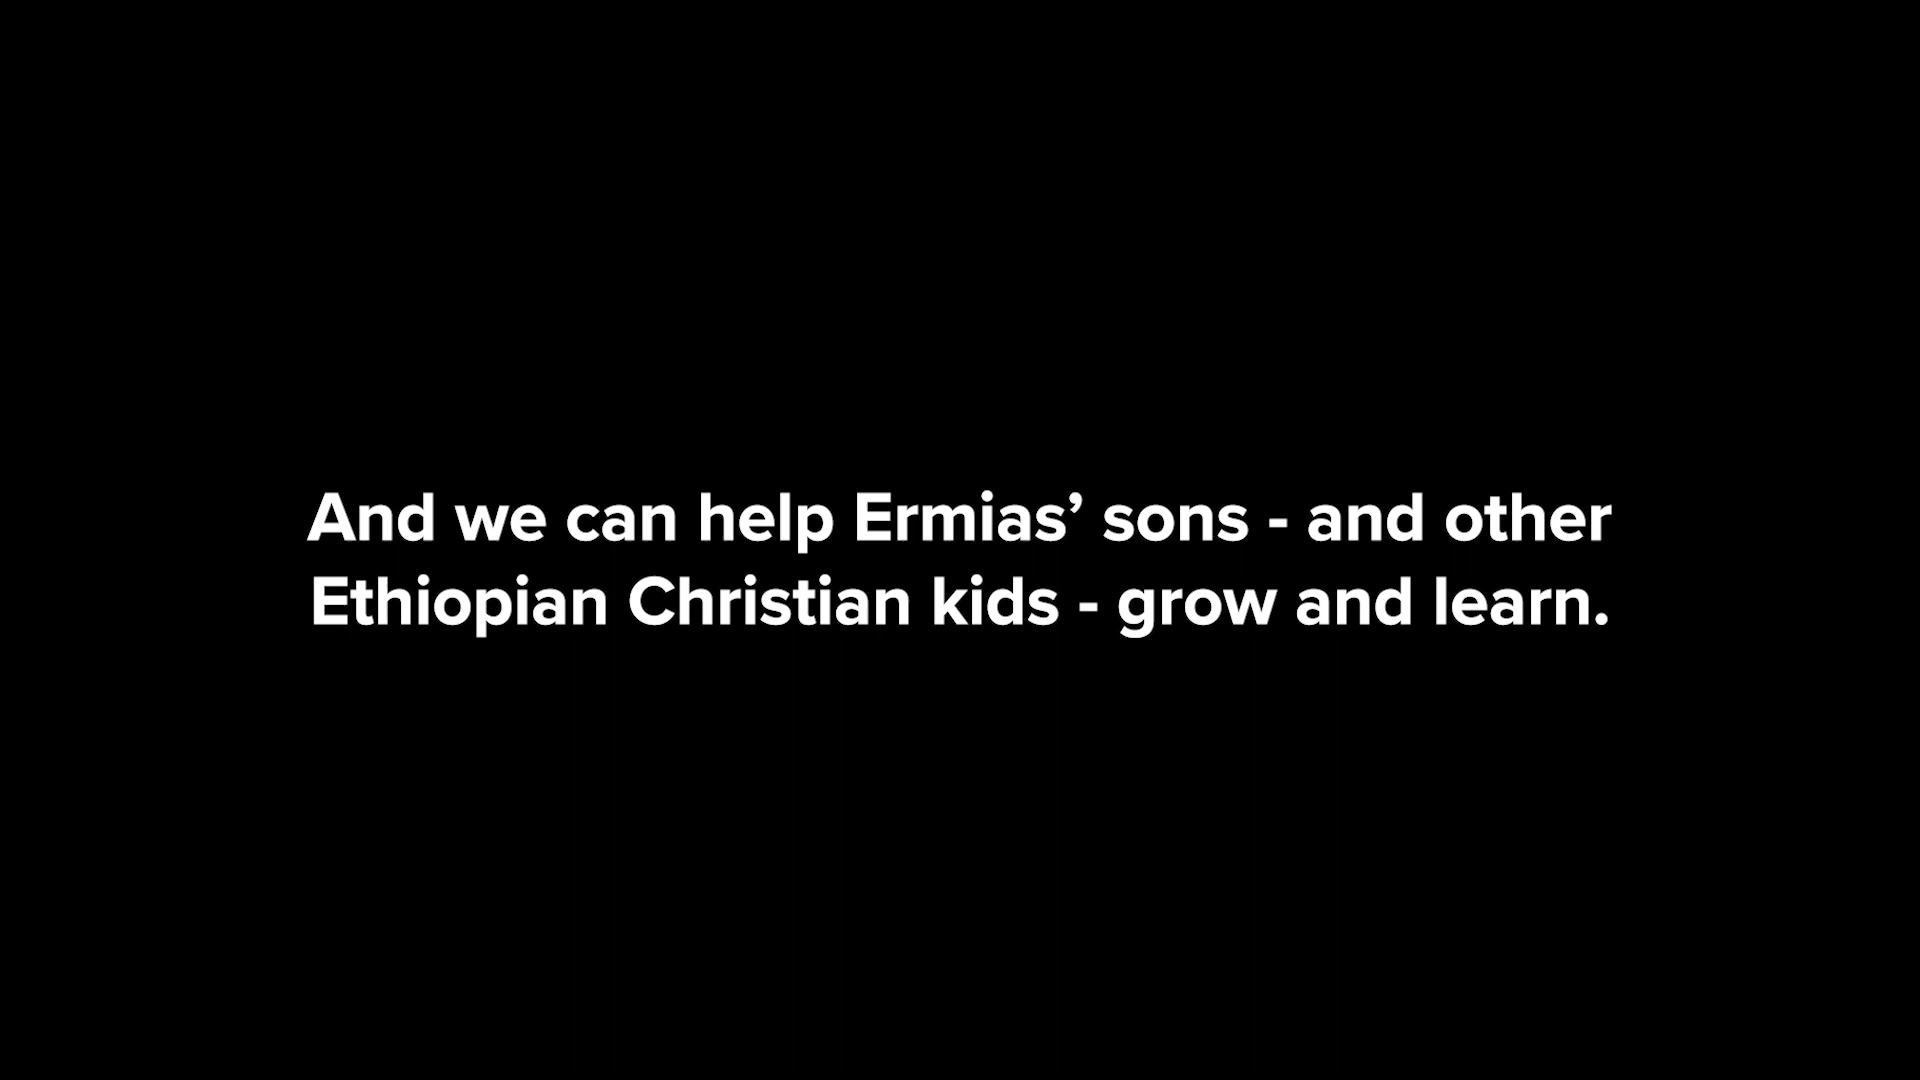 And we can help Ermias’ sons - and other
Ethiopian Christian kids - grow and learn.